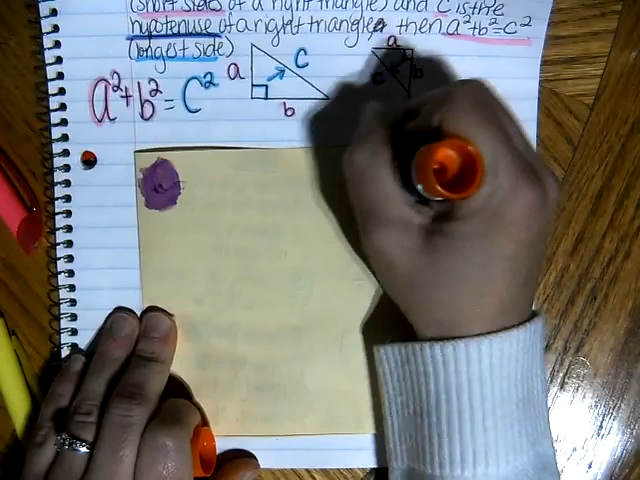 (short sides of a right triangle) and c is the
hypotenuse of a right triangle, then a²+b²=c²
(longest side)
a
c
b
a
c
b
a²+b²=c²